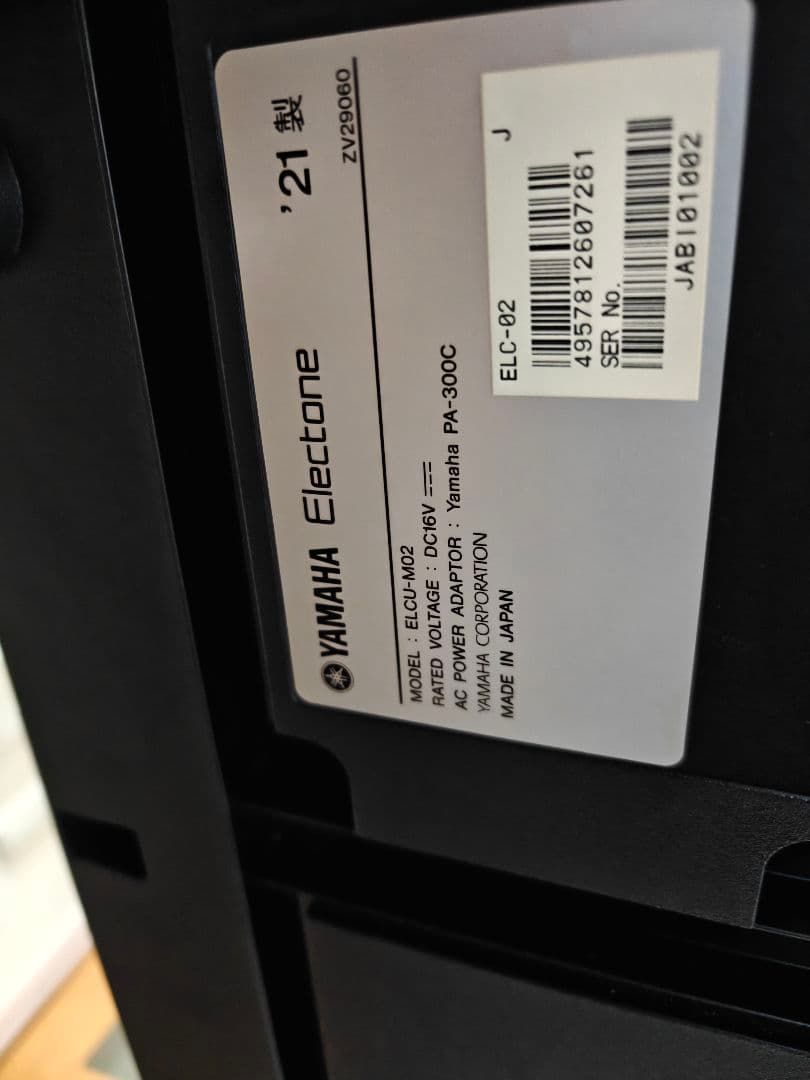 YAMAHA Electone '21 製
ZV29060
MODEL : ELCU-M02
RATED VOLTAGE : DC16V
AC POWER ADAPTOR : Yamaha PA-300C
YAMAHA CORPORATION
MADE IN JAPAN
ELC-02 J
4957812607261
SER No.
JABI01002